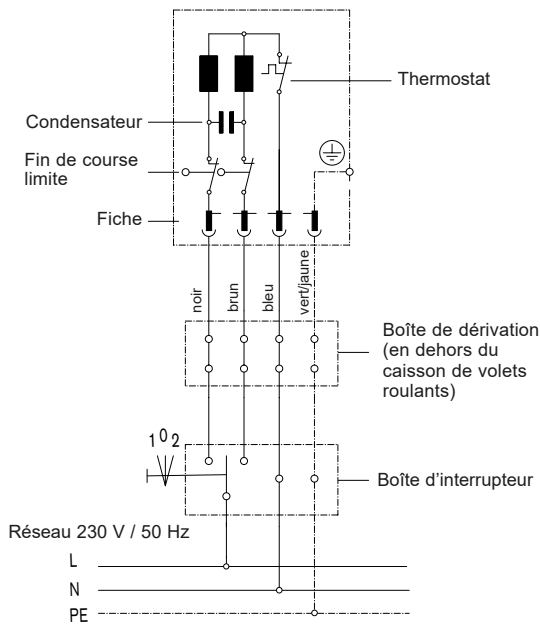 Thermostat
Condensateur
Fin de course
limite
Fiche
noir
brun
bleu
vert/jaune
Boîte de dérivation
(en dehors du
caisson de volets
roulants)
1 0 2
Boîte d'interrupteur
Réseau 230 V / 50 Hz
L
N
PE